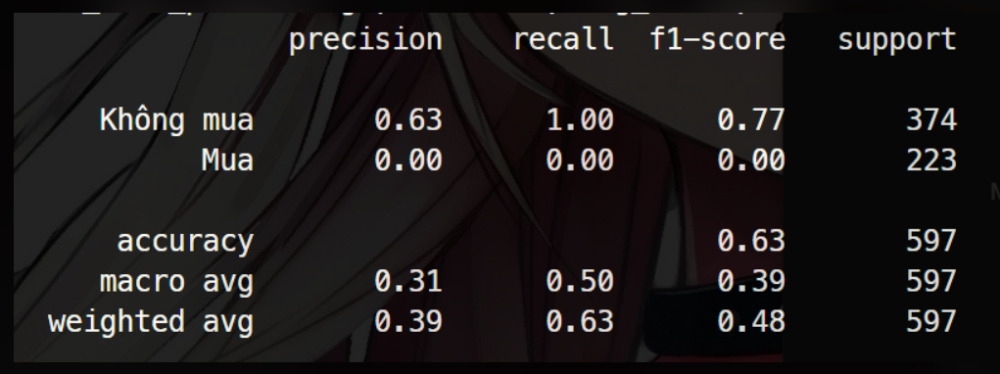 precision recall f1-score support
Không mua 0.63 1.00 0.77 374
Mua 0.00 0.00 0.00 223
accuracy 0.63 597
macro avg 0.31 0.50 0.39 597
weighted avg 0.39 0.63 0.48 597